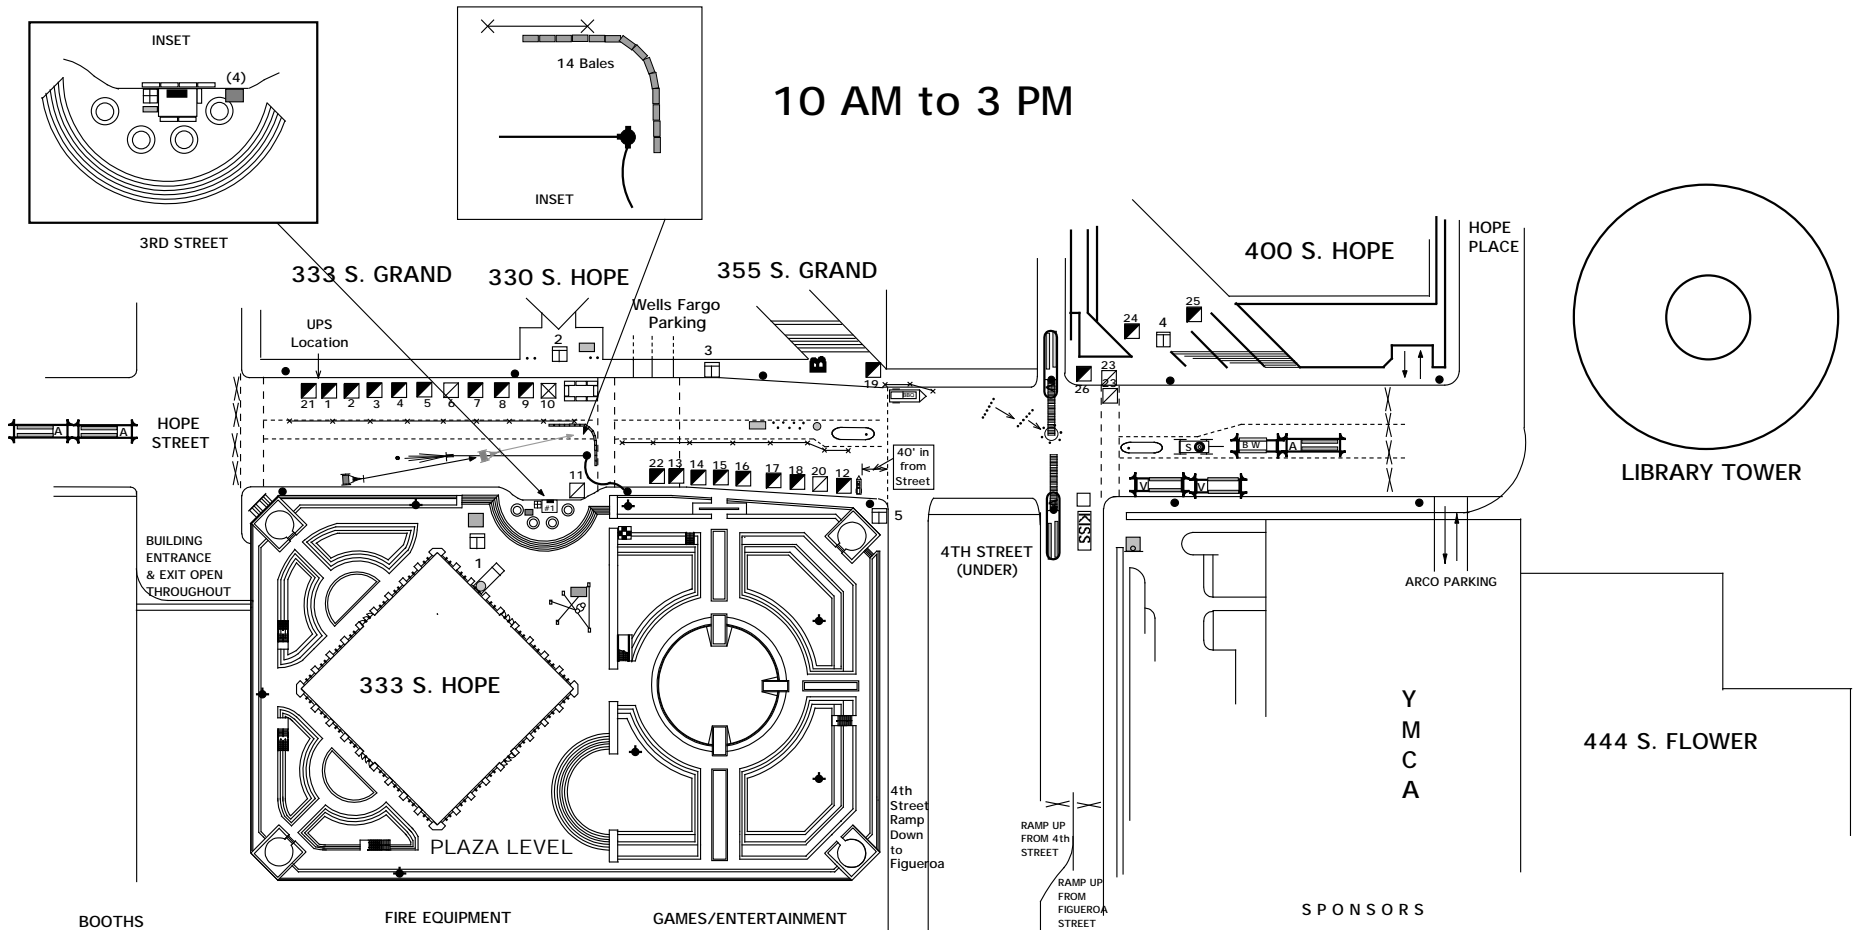 INSET
(4)
14 Bales
INSET
10 AM to 3 PM
3RD STREET
333 S. GRAND
330 S. HOPE
355 S. GRAND
400 S. HOPE
HOPE
PLACE
Wells Fargo
Parking
UPS
Location
2
3
24
4
25
B
19
26
23
23
21
1
2
3
4
5
6
7
8
9
10
HOPE
STREET
A
A
BBQ
S
B W
A
V
V
LIBRARY TOWER
40' in
from
Street
11
22
13
14
15
16
17
18
20
12
#1
5
KISS
1
BUILDING
ENTRANCE
& EXIT OPEN
THROUGHOUT
4TH STREET
(UNDER)
ARCO PARKING
333 S. HOPE
Y
M
C
A
444 S. FLOWER
PLAZA LEVEL
4th
Street
Ramp
Down
to
Figueroa
RAMP UP
FROM 4th
STREET
RAMP UP
FROM
FIGUEROA
STREET
BOOTHS
FIRE EQUIPMENT
GAMES/ENTERTAINMENT
SPONSORS